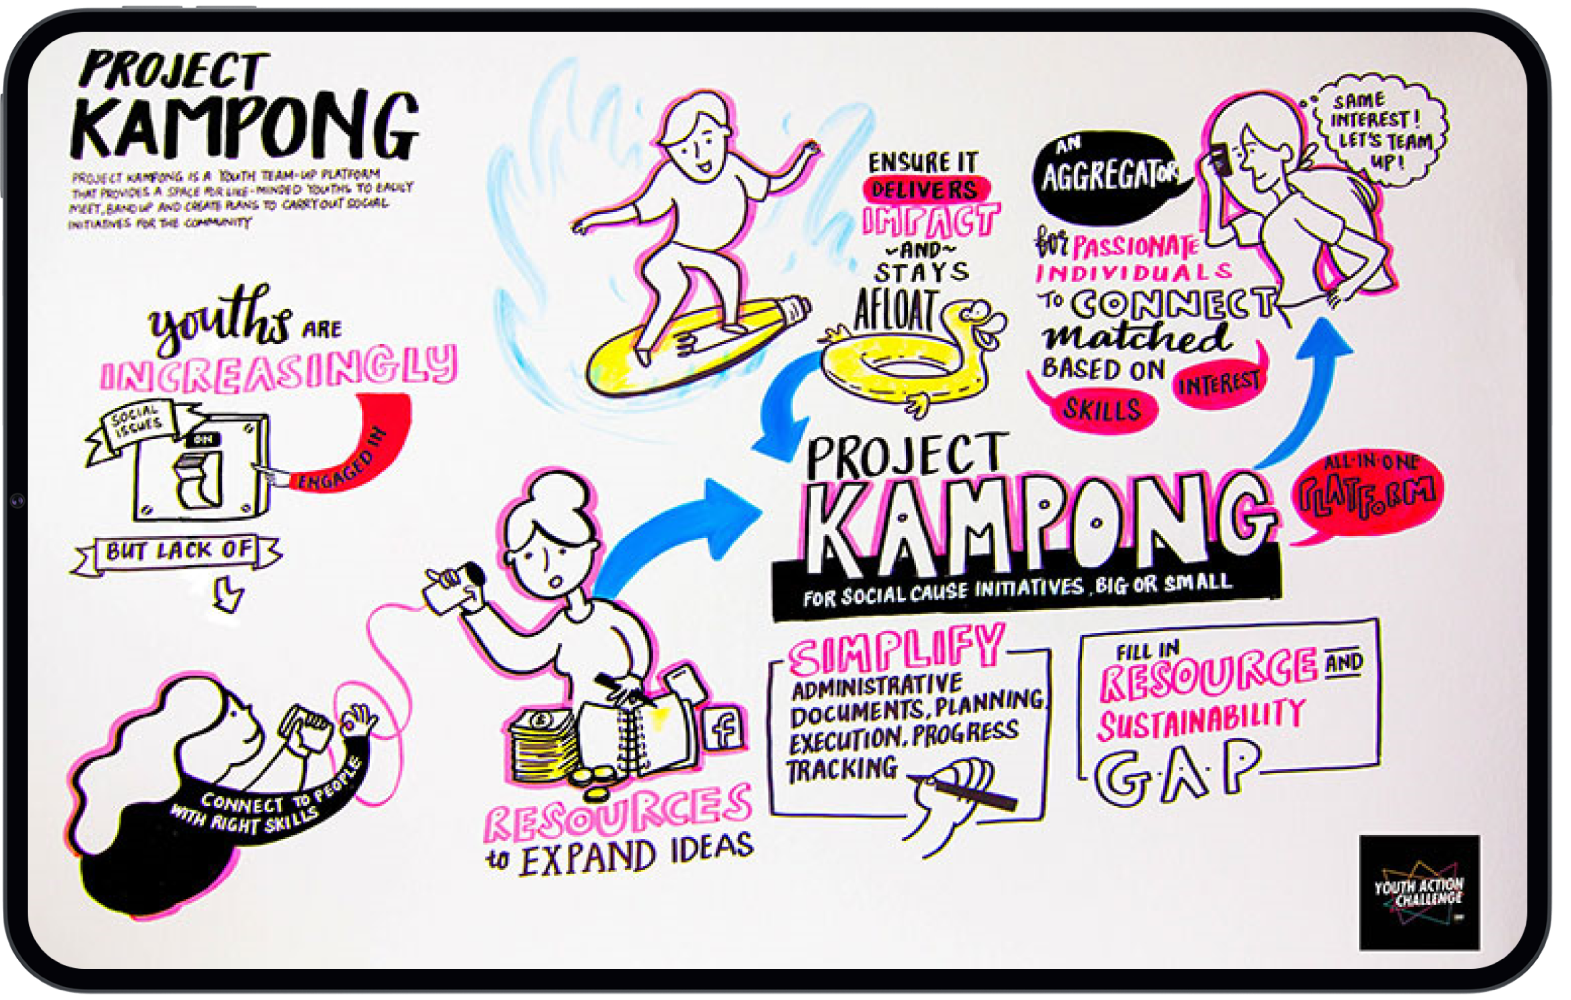 PROJECT
KAMPONG
PROJECT KAMPONG IS A YOUTH TEAM-UP PLATFORM
THAT PROVIDES A SPACE FOR LIKE-MINDED YOUTHS TO EASILY
MEET, BAND UP AND CREATE PLANS TO CARRY OUT SOCIAL
INITIATIVES FOR THE COMMUNITY
youths ARE
INCREASINGLY
ENGAGED IN
SOCIAL
ISSUES
ON
BUT LACK OF
CONNECT TO PEOPLE
WITH RIGHT SKILLS
$
f
RESOURCES
to EXPAND IDEAS
ENSURE IT
DELIVERS
IMPACT
~AND~
STAYS
AFLOAT
AN
AGGREGATOR
for PASSIONATE
INDIVIDUALS
TO CONNECT
matched
BASED ON
SKILLS
INTEREST
SAME
INTEREST!
LET'S TEAM
UP!
PROJECT
KAMPONG
FOR SOCIAL CAUSE INITIATIVES, BIG OR SMALL
ALL-IN-ONE
PLATFORM
SIMPLIFY
ADMINISTRATIVE
DOCUMENTS, PLANNING,
EXECUTION, PROGRESS
TRACKING
FILL IN
RESOURCE AND
SUSTAINABILITY
GAP
YOUTH ACTION
CHALLENGE